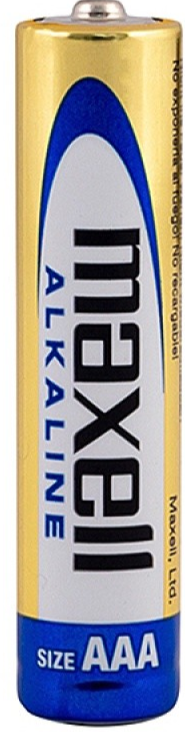 maxell
ALKALINE
No exponerla al fuego! No recargable!
Maxell, Ltd.
SIZE AAA